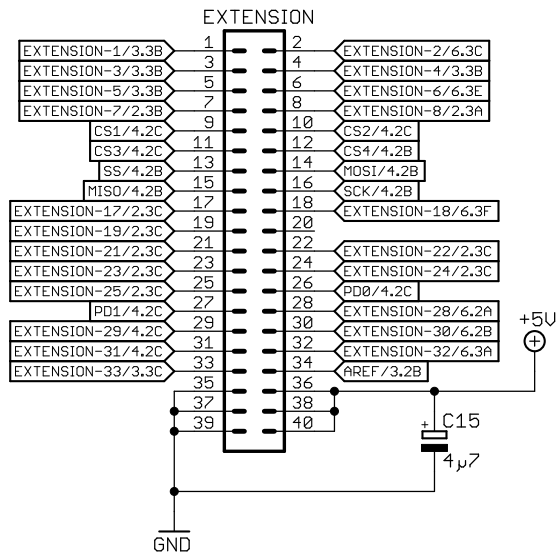 EXTENSION
EXTENSION-1/3.3B 1 2 EXTENSION-2/6.3C
EXTENSION-3/3.3B 3 4 EXTENSION-4/3.3B
EXTENSION-5/3.3B 5 6 EXTENSION-6/6.3E
EXTENSION-7/2.3B 7 8 EXTENSION-8/2.3A
CS1/4.2C 9 10 CS2/4.2C
CS3/4.2C 11 12 CS4/4.2B
SS/4.2B 13 14 MOSI/4.2B
MISO/4.2B 15 16 SCK/4.2B
EXTENSION-17/2.3C 17 18 EXTENSION-18/6.3F
EXTENSION-19/2.3C 19 20
EXTENSION-21/2.3C 21 22 EXTENSION-22/2.3C
EXTENSION-23/2.3C 23 24 EXTENSION-24/2.3C
EXTENSION-25/2.3C 25 26 PD0/4.2C
PD1/4.2C 27 28 EXTENSION-28/6.2A
EXTENSION-29/4.2C 29 30 EXTENSION-30/6.2B
EXTENSION-31/4.2C 31 32 EXTENSION-32/6.3A
EXTENSION-33/3.3C 33 34 AREF/3.2B
+5V
35 36
37 38
39 40
+ C15
4µ7
GND